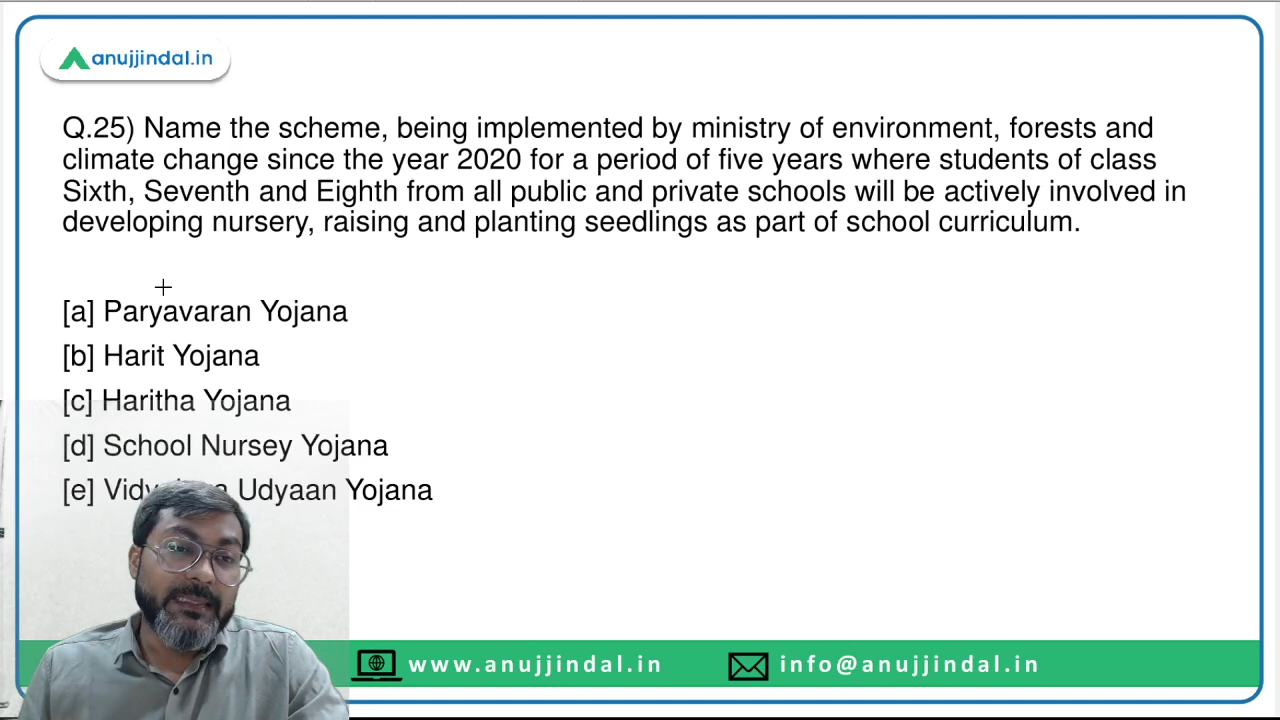 anujjindal.in
Q.25) Name the scheme, being implemented by ministry of environment, forests and
climate change since the year 2020 for a period of five years where students of class
Sixth, Seventh and Eighth from all public and private schools will be actively involved in
developing nursery, raising and planting seedlings as part of school curriculum.
[a] Paryavaran Yojana
[b] Harit Yojana
[c] Haritha Yojana
[d] School Nursey Yojana
[e] Udyaan Yojana
www.anujjindal.in
info@anujjindal.in